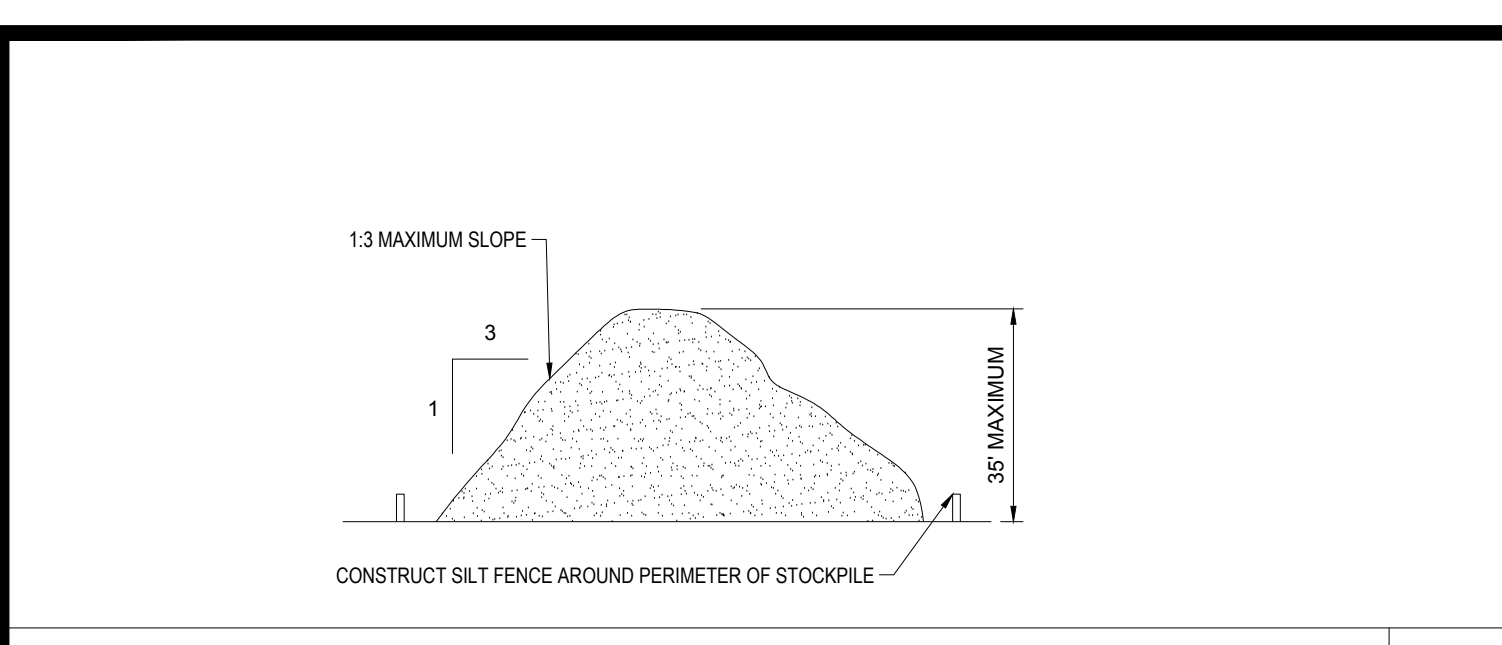 1:3 MAXIMUM SLOPE
3
1
35' MAXIMUM
CONSTRUCT SILT FENCE AROUND PERIMETER OF STOCKPILE